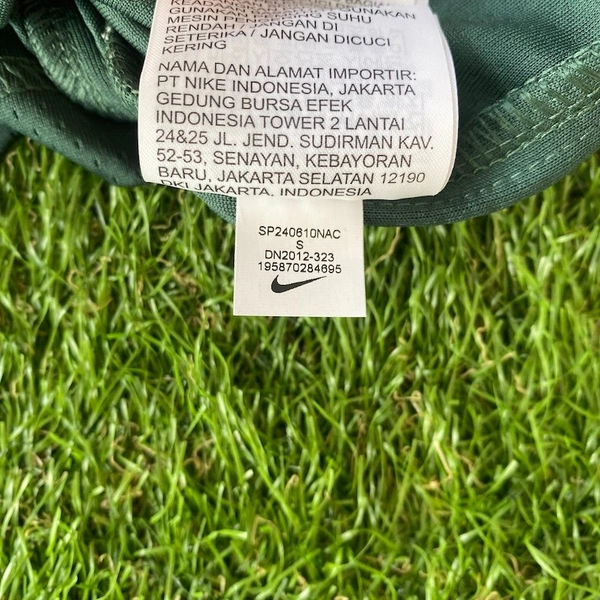 GUNAKAN
MESIN PENGERING SUHU
RENDAH / JANGAN DI
SETERIKA / JANGAN DICUCI
KERING
NAMA DAN ALAMAT IMPORTIR:
PT NIKE INDONESIA, JAKARTA
GEDUNG BURSA EFEK
INDONESIA TOWER 2 LANTAI
24&25 JL. JEND. SUDIRMAN KAV.
52-53, SENAYAN, KEBAYORAN
BARU, JAKARTA SELATAN 12190
DKI JAKARTA, INDONESIA
SP240610NAC
S
DN2012-323
195870284695